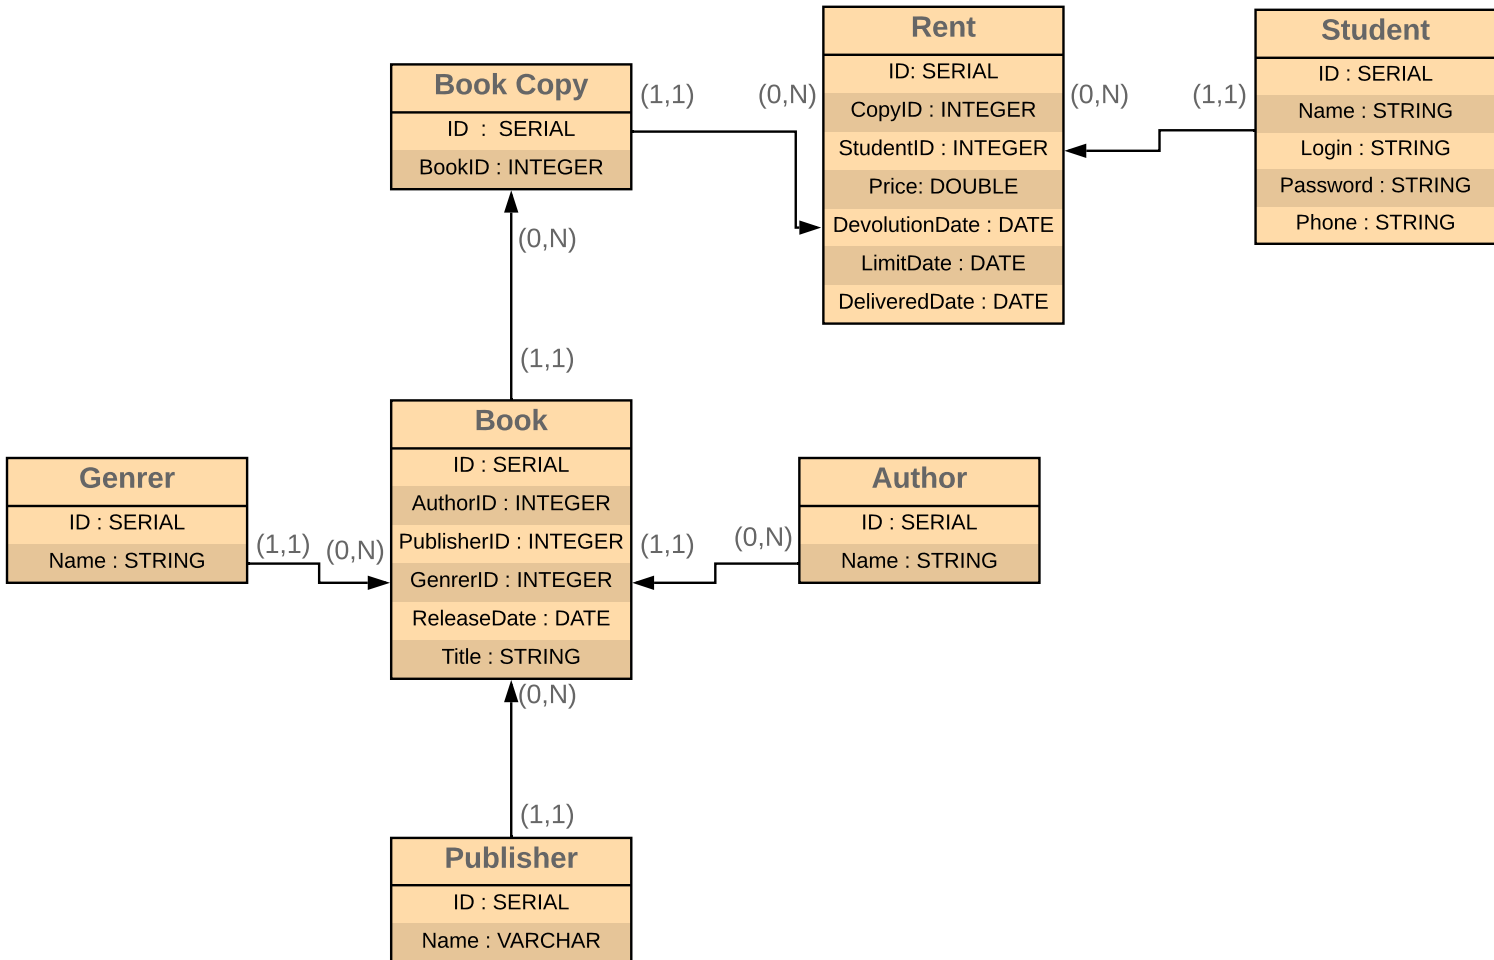 Rent
ID: SERIAL
CopyID : INTEGER
StudentID : INTEGER
Price: DOUBLE
DevolutionDate : DATE
LimitDate : DATE
DeliveredDate : DATE
Student
ID : SERIAL
Name : STRING
Login : STRING
Password : STRING
Phone : STRING
Book Copy
ID : SERIAL
BookID : INTEGER
(1,1)
(0,N)
(0,N)
(1,1)
(0,N)
(1,1)
Book
ID : SERIAL
AuthorID : INTEGER
PublisherID : INTEGER
GenrerID : INTEGER
ReleaseDate : DATE
Title : STRING
Genrer
ID : SERIAL
Name : STRING
(1,1)
(0,N)
(1,1)
(0,N)
Author
ID : SERIAL
Name : STRING
(0,N)
(1,1)
Publisher
ID : SERIAL
Name : VARCHAR